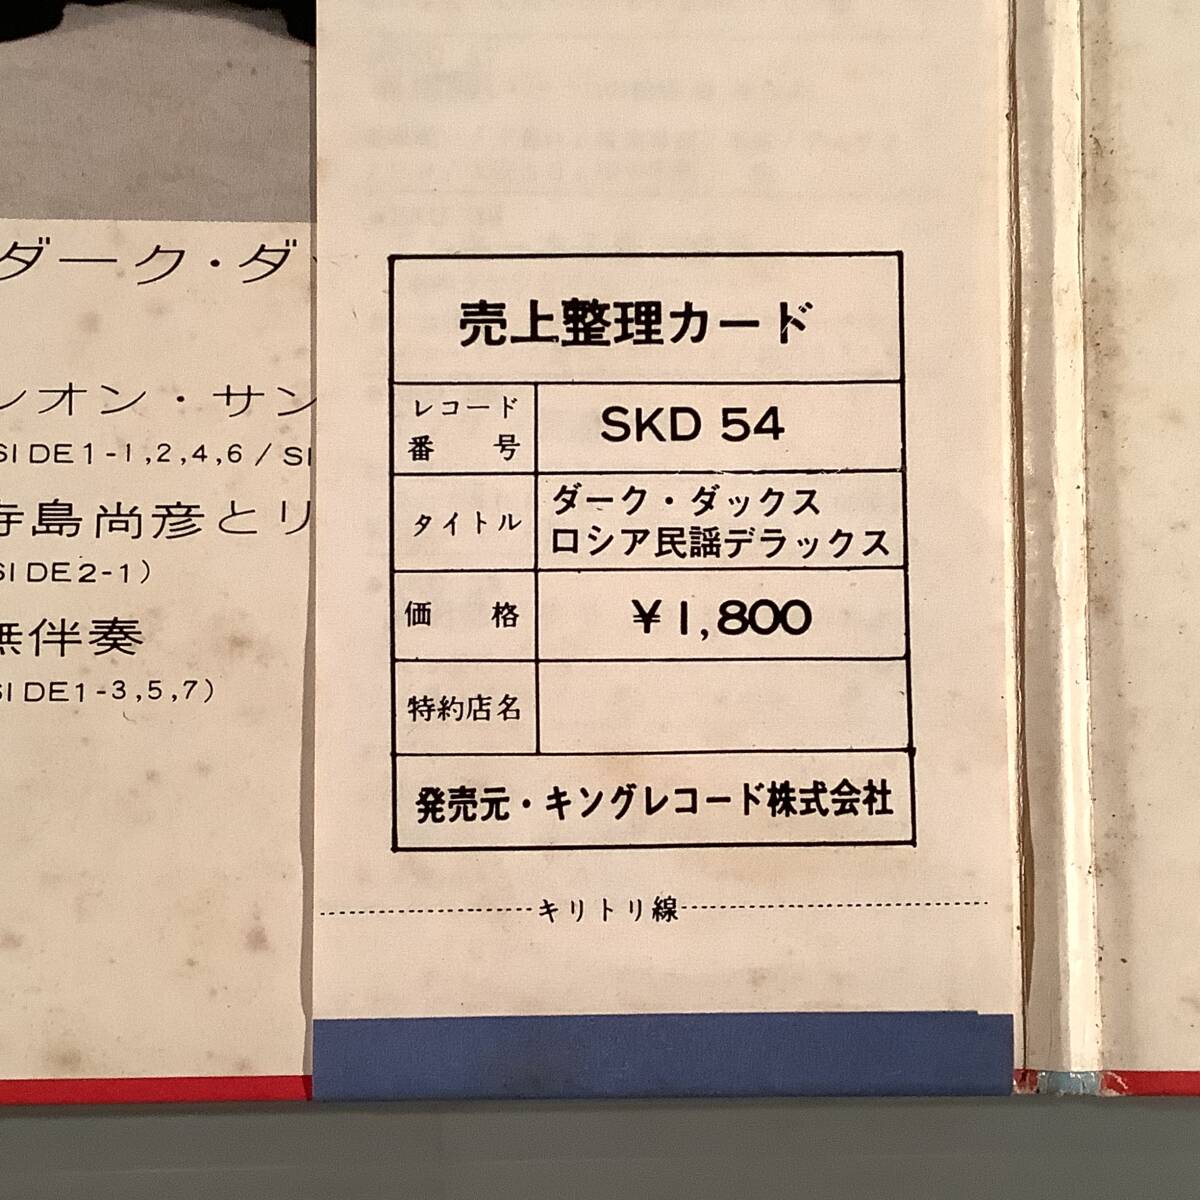 ダーク・ダ
レオン・サン
SIDE1-1,2,4,6/SI
寺島尚彦とリ
SIDE2-1)
無伴奏
SIDE1-3,5,7)
売上整理カード
レコード番号 SKD 54
タイトル ダーク・ダックス
ロシア民謡デラックス
価格 ¥1,800
特約店名
発売元・キングレコード株式会社
キリトリ線